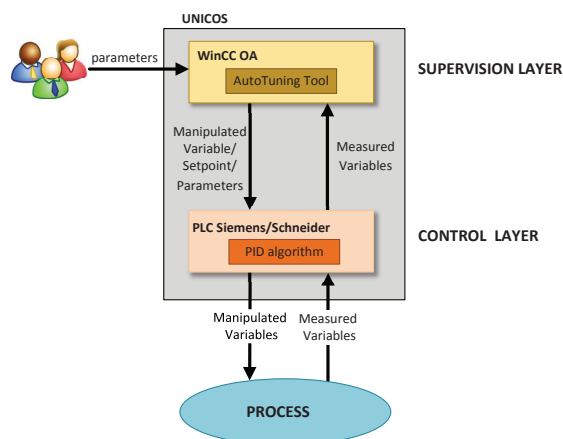 UNICOS
parameters
WinCC OA
AutoTuning Tool
SUPERVISION LAYER
Manipulated
Variable/
Setpoint/
Parameters
Measured
Variables
PLC Siemens/Schneider
PID algorithm
CONTROL LAYER
Manipulated
Variables
Measured
Variables
PROCESS